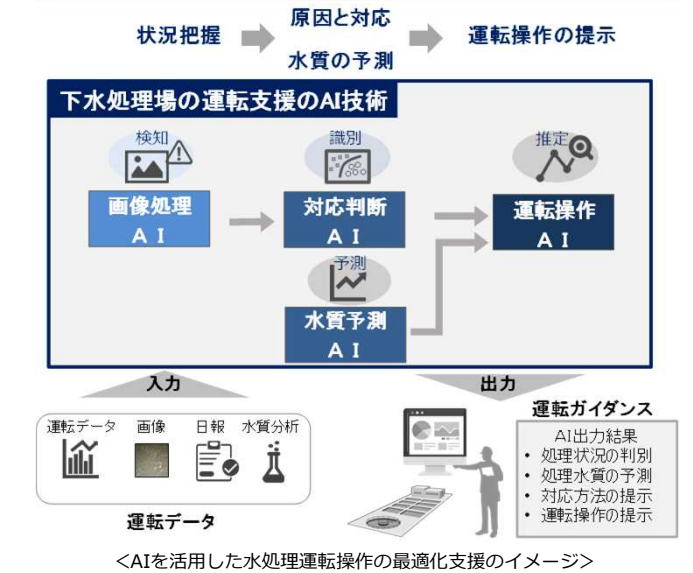 状況把握
原因と対応
水質の予測
運転操作の提示
下水処理場の運転支援のAI技術
検知
画像処理
ＡＩ
識別
対応判断
ＡＩ
予測
水質予測
ＡＩ
推定
運転操作
ＡＩ
入力
出力
運転データ
画像
日報
水質分析
運転データ
運転ガイダンス
AI出力結果
・ 処理状況の判別
・ 処理水質の予測
・ 対応方法の提示
・ 運転操作の提示
＜AIを活用した水処理運転操作の最適化支援のイメージ＞